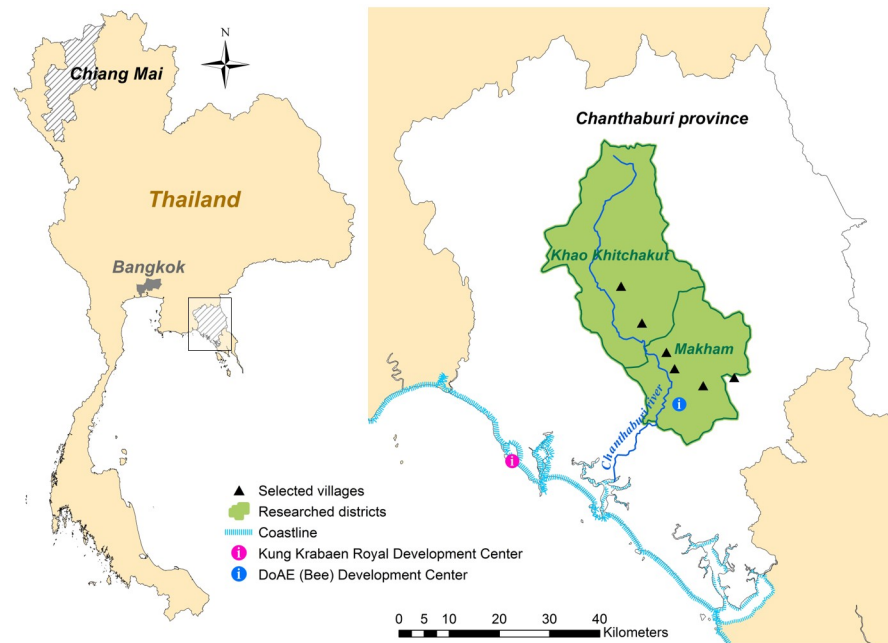 Chiang Mai
N
Thailand
Bangkok
Chanthaburi province
Khao Khitchakut
Makham
Chanthaburi river
i
i
Selected villages
Researched districts
Coastline
i Kung Krabaen Royal Development Center
i DoAE (Bee) Development Center
0 5 10 20 30 40
Kilometers